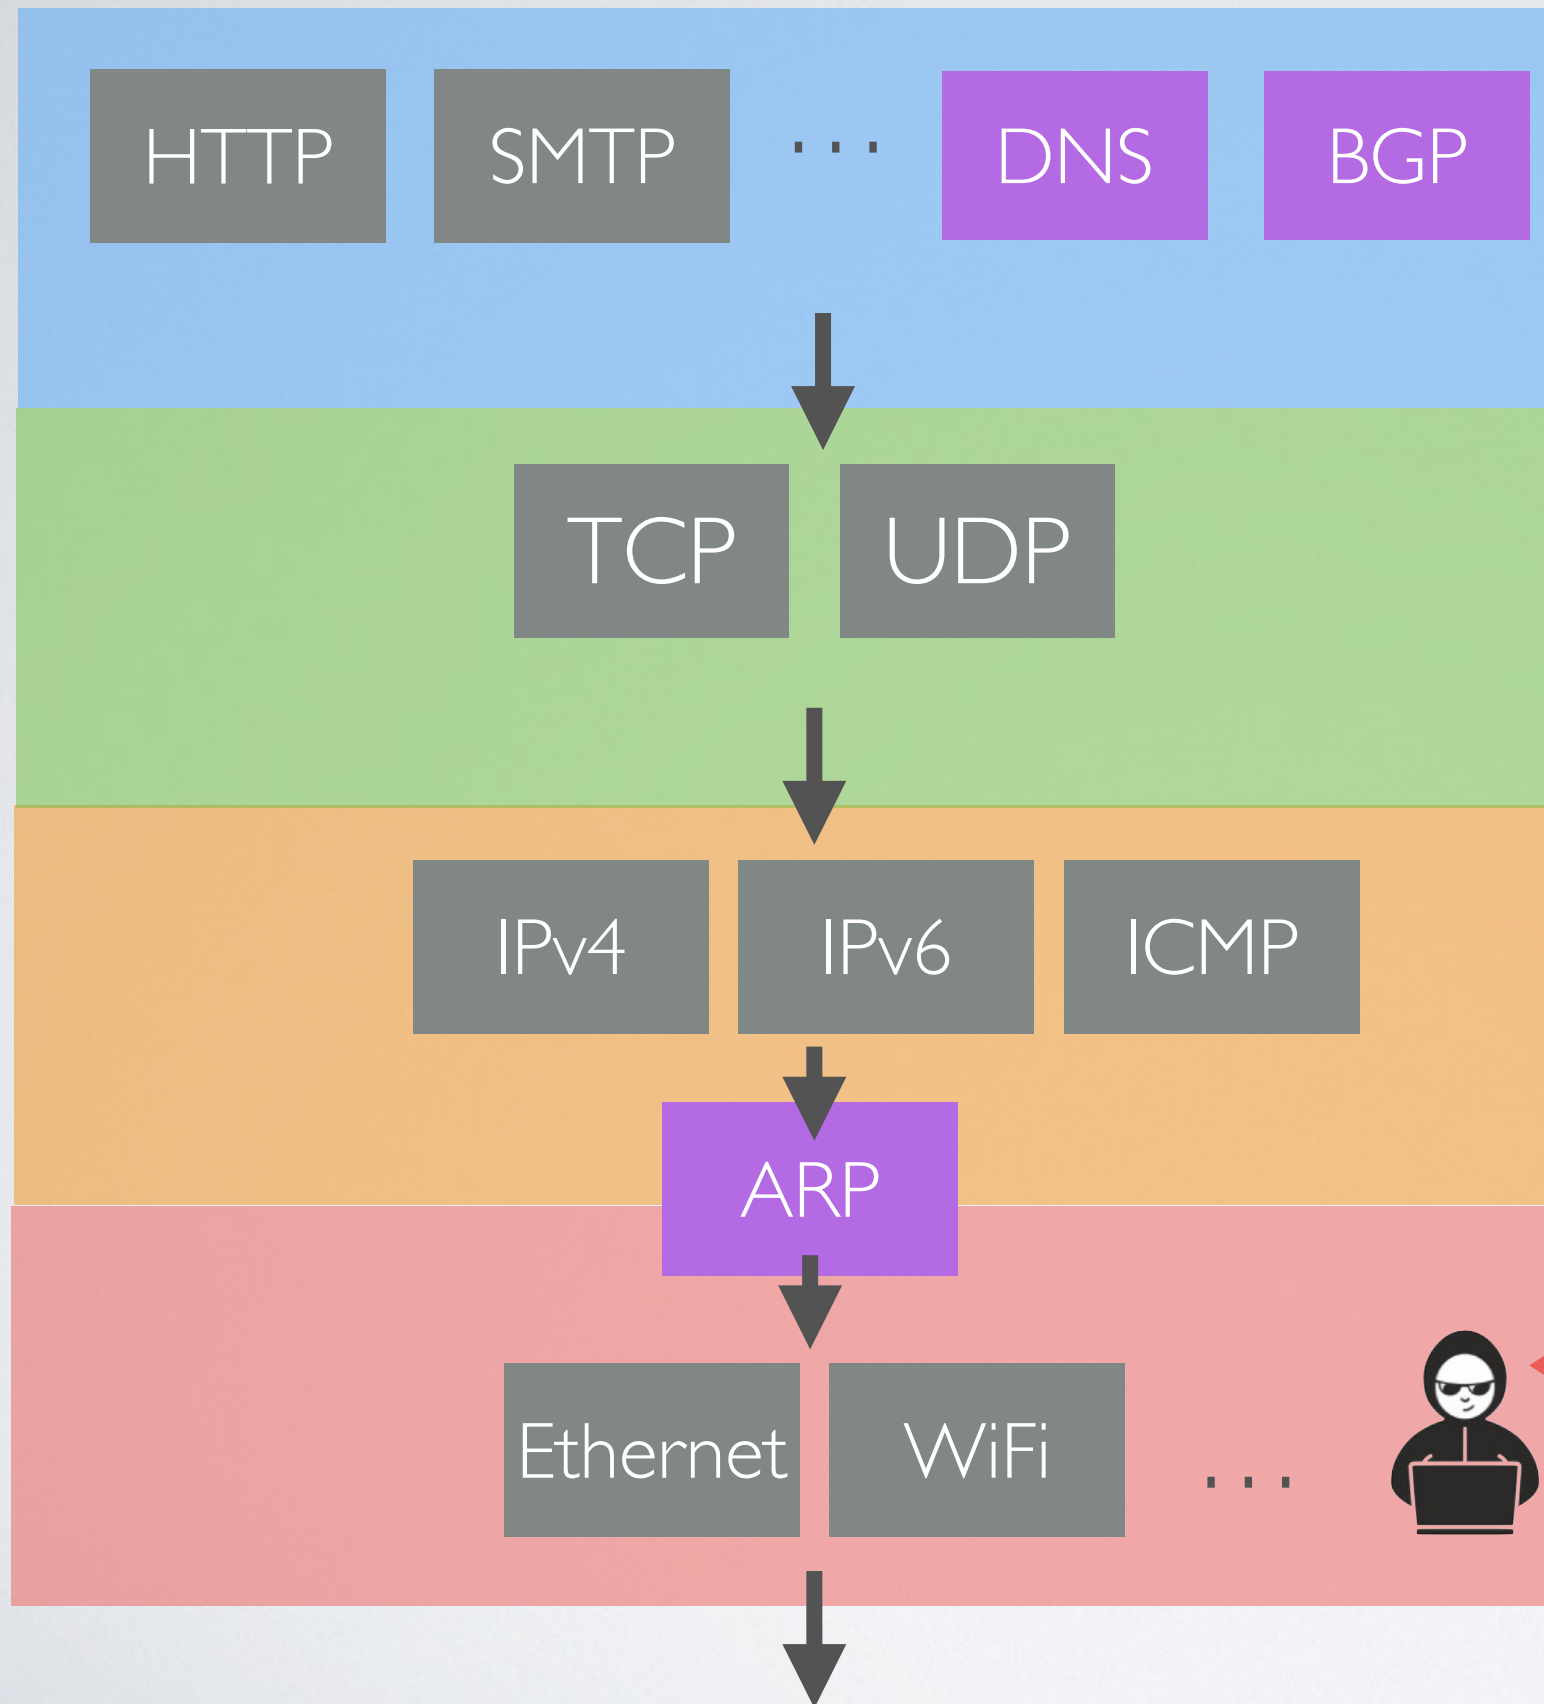 HTTP SMTP ... DNS BGP
TCP UDP
IPv4 IPv6 ICMP
ARP
Ethernet WiFi ...